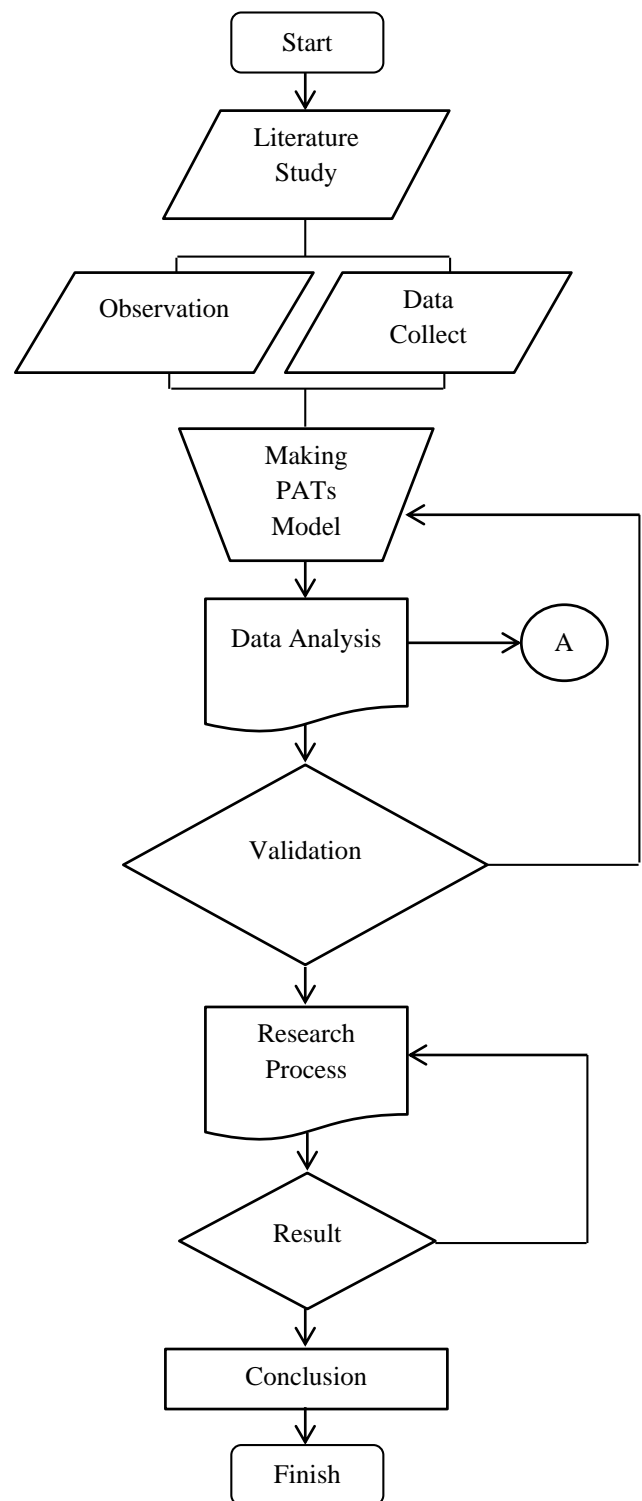 Start
Literature
Study
Observation
Data
Collect
Making
PATs
Model
Data Analysis
A
Validation
Research
Process
Result
Conclusion
Finish